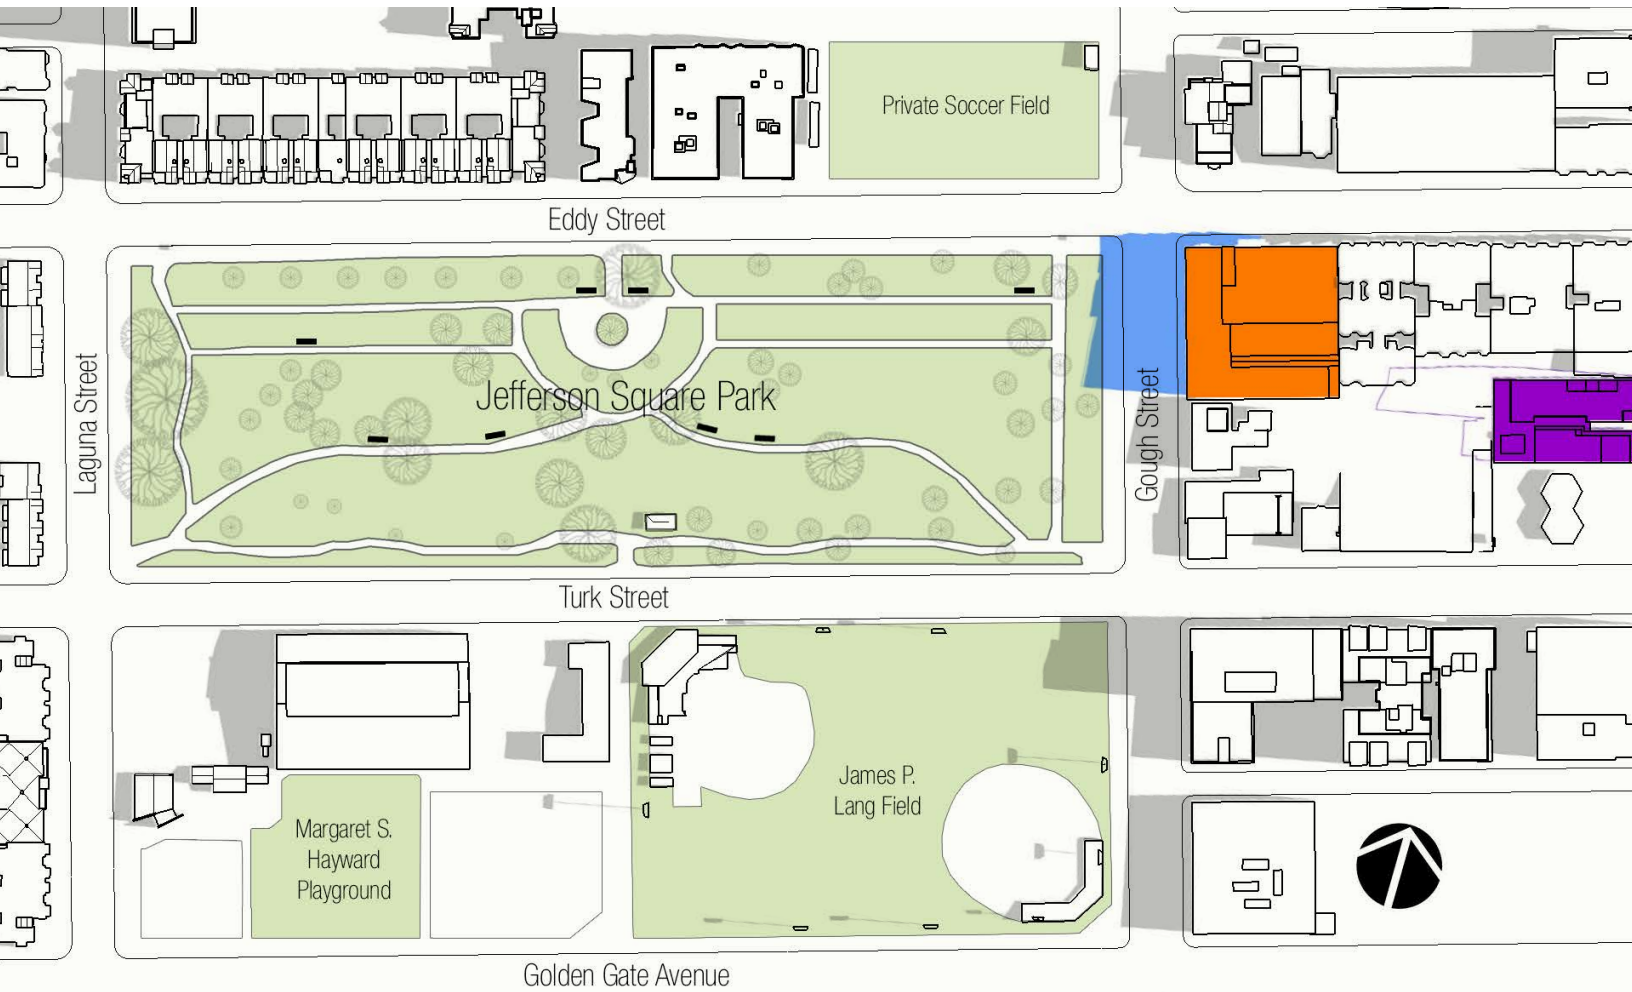 Private Soccer Field
Eddy Street
Jefferson Square Park
Laguna Street
Gough Street
Turk Street
James P.
Lang Field
Margaret S.
Hayward
Playground
Golden Gate Avenue